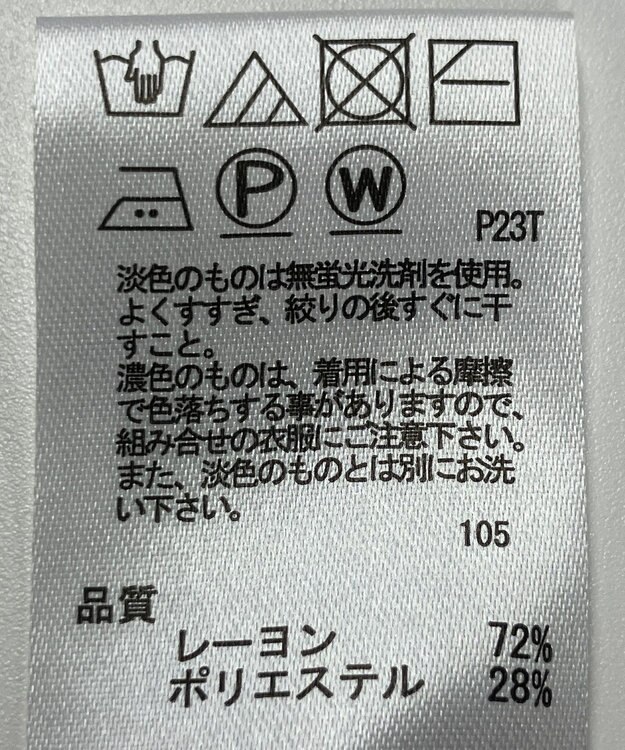 P W
P23T
淡色のものは無蛍光洗剤を使用。
よくすすぎ、絞りの後すぐに干
すこと。
濃色のものは、着用による摩擦
で色落ちする事がありますので、
組み合せの衣服にご注意下さい。
また、淡色のものとは別にお洗
い下さい。
105
品質
レーヨン 72%
ポリエステル 28%